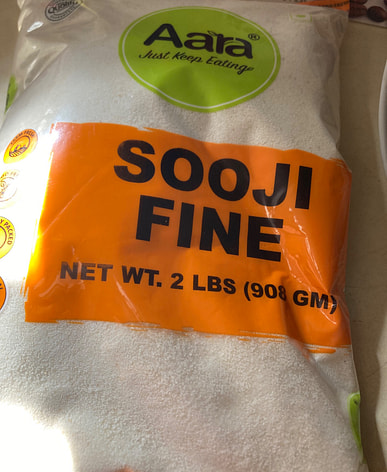 Aara®
Just Keep Eating
SOOJI
FINE
NET WT. 2 LBS (908 GM)